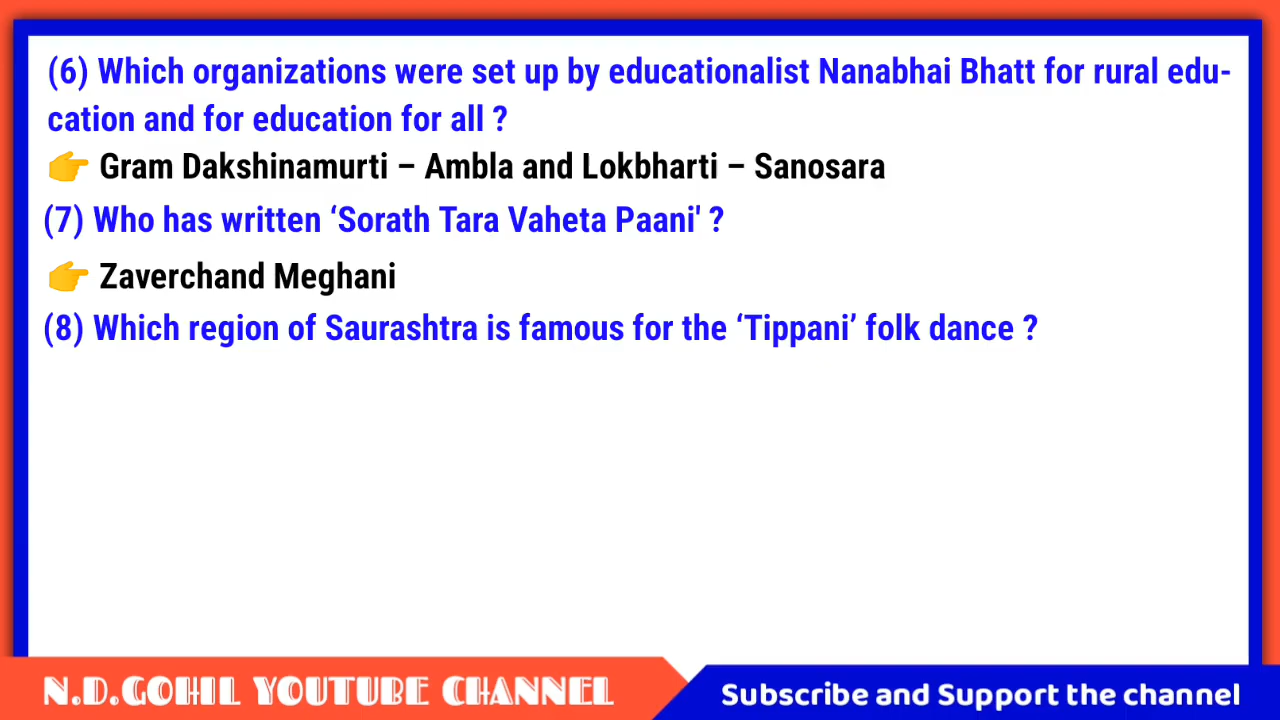 (6) Which organizations were set up by educationalist Nanabhai Bhatt for rural edu-
cation and for education for all ?
👉 Gram Dakshinamurti – Ambla and Lokbharti – Sanosara
(7) Who has written ‘Sorath Tara Vaheta Paani' ?
👉 Zaverchand Meghani
(8) Which region of Saurashtra is famous for the ‘Tippani’ folk dance ?
N.D.GOHIL YOUTUBE CHANNEL
Subscribe and Support the channel